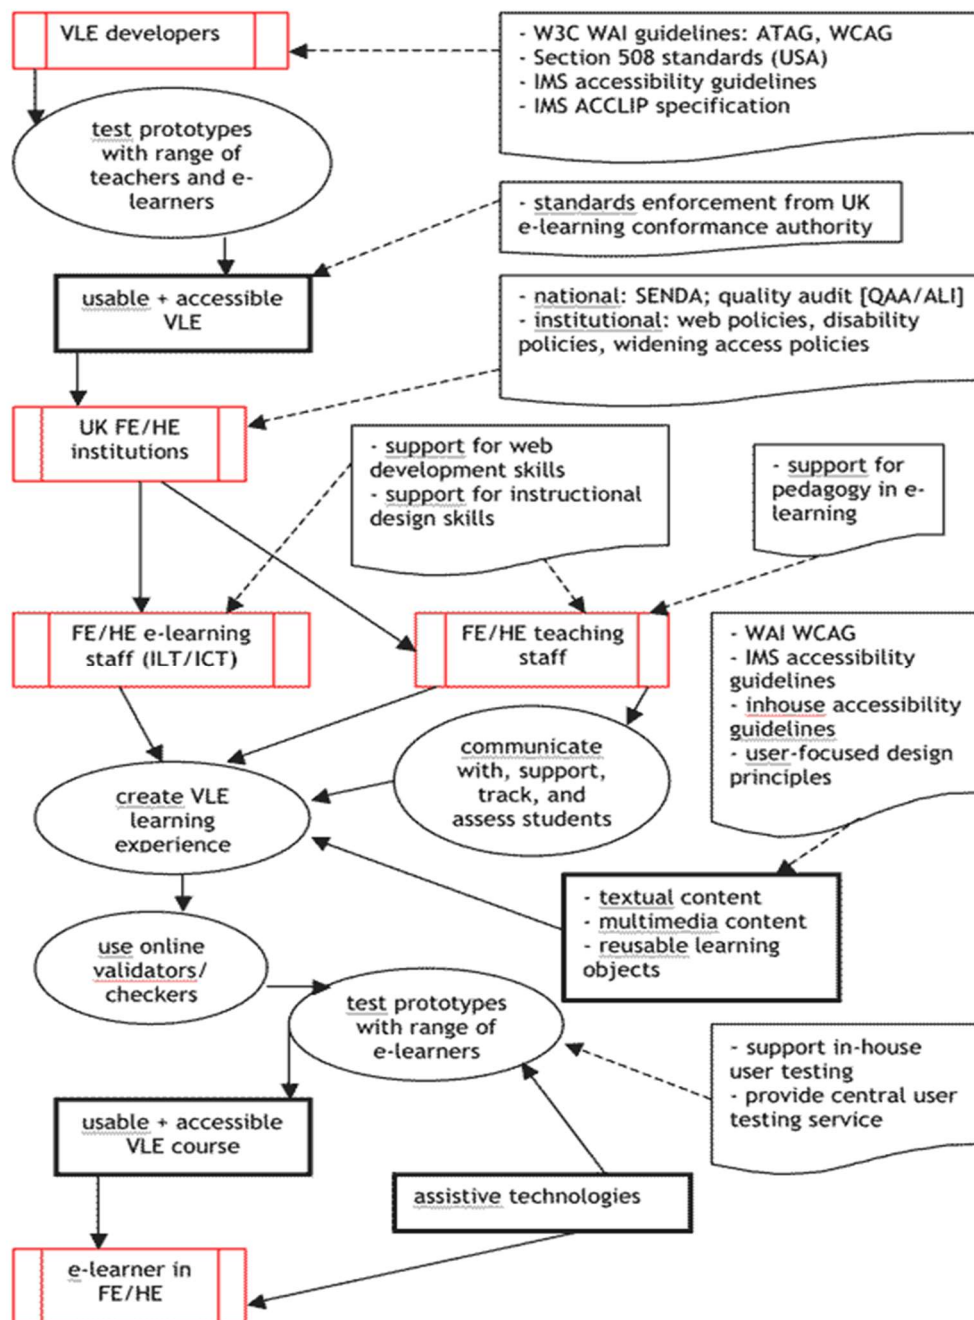 VLE developers
- W3C WAI guidelines: ATAG, WCAG
- Section 508 standards (USA)
- IMS accessibility guidelines
- IMS ACCLIP specification
test prototypes
with range of
teachers and e-
learners
- standards enforcement from UK
e-learning conformance authority
usable + accessible
VLE
- national: SENDA; quality audit [QAA/ALI]
- institutional: web policies, disability
policies, widening access policies
UK FE/HE
institutions
- support for web
development skills
- support for instructional
design skills
- support for
pedagogy in e-
learning
FE/HE e-learning
staff (ILT/ICT)
FE/HE teaching
staff
- WAI WCAG
- IMS accessibility
guidelines
- inhouse accessibility
guidelines
- user-focused design
principles
communicate
with, support,
track, and
assess students
create VLE
learning
experience
- textual content
- multimedia content
- reusable learning
objects
use online
validators/
checkers
test prototypes
with range of
e-learners
- support in-house
user testing
- provide central user
testing service
usable + accessible
VLE course
assistive technologies
e-learner in
FE/HE